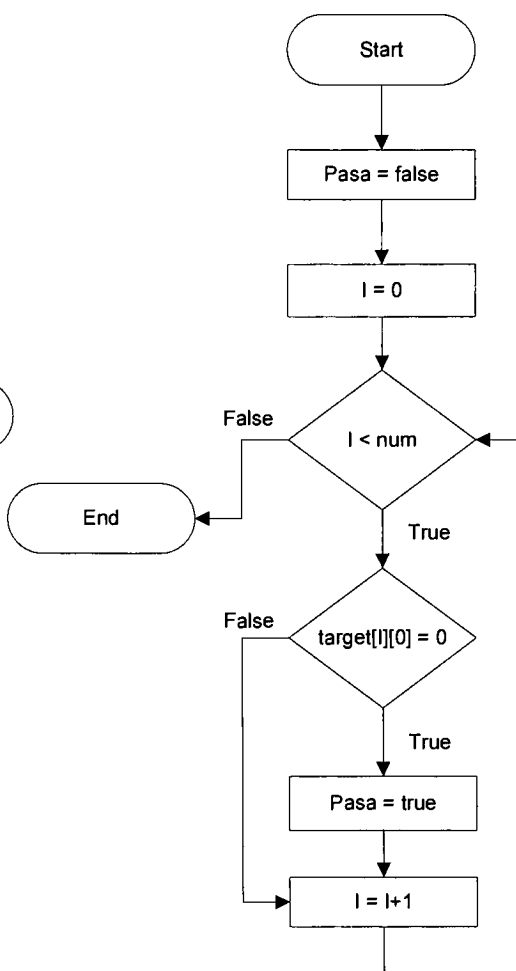 Start
Pasa = false
I = 0
I < num
False
True
End
target[I][0] = 0
False
True
Pasa = true
I = I+1